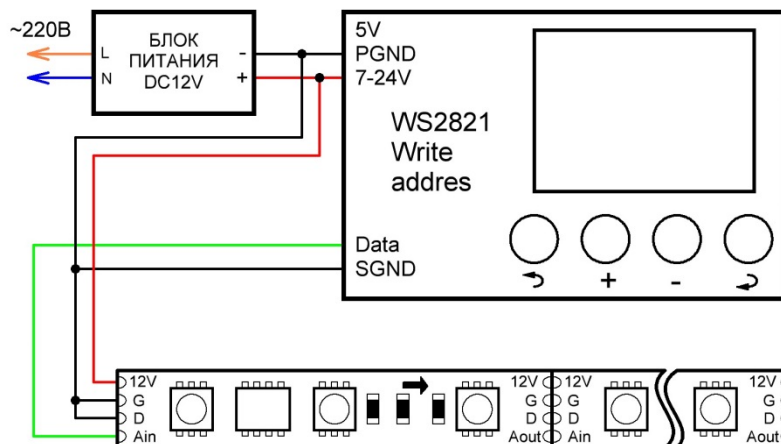 ~220В
L
N
БЛОК
ПИТАНИЯ
DC12V
-
+
5V
PGND
7-24V
WS2821
Write
addres
Data
SGND
+
-
12V
G
D
Ain
12V
G
D
Aout
12V
G
D
Ain
12V
G
D
Aout